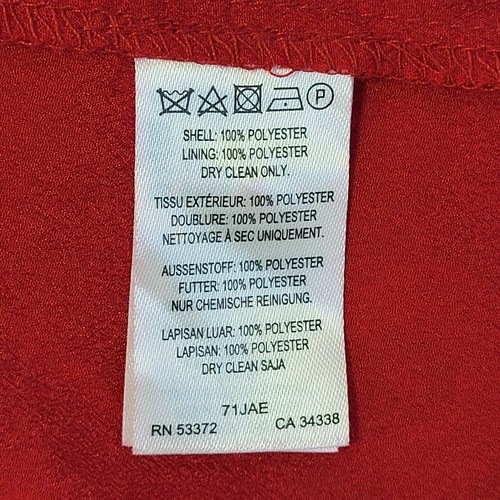 P
SHELL: 100% POLYESTER
LINING: 100% POLYESTER
DRY CLEAN ONLY.
TISSU EXTÉRIEUR: 100% POLYESTER
DOUBLURE: 100% POLYESTER
NETTOYAGE À SEC UNIQUEMENT.
AUSSENSTOFF: 100% POLYESTER
FUTTER: 100% POLYESTER
NUR CHEMISCHE REINIGUNG.
LAPISAN LUAR: 100% POLYESTER
LAPISAN: 100% POLYESTER
DRY CLEAN SAJA
71JAE
RN 53372 CA 34338